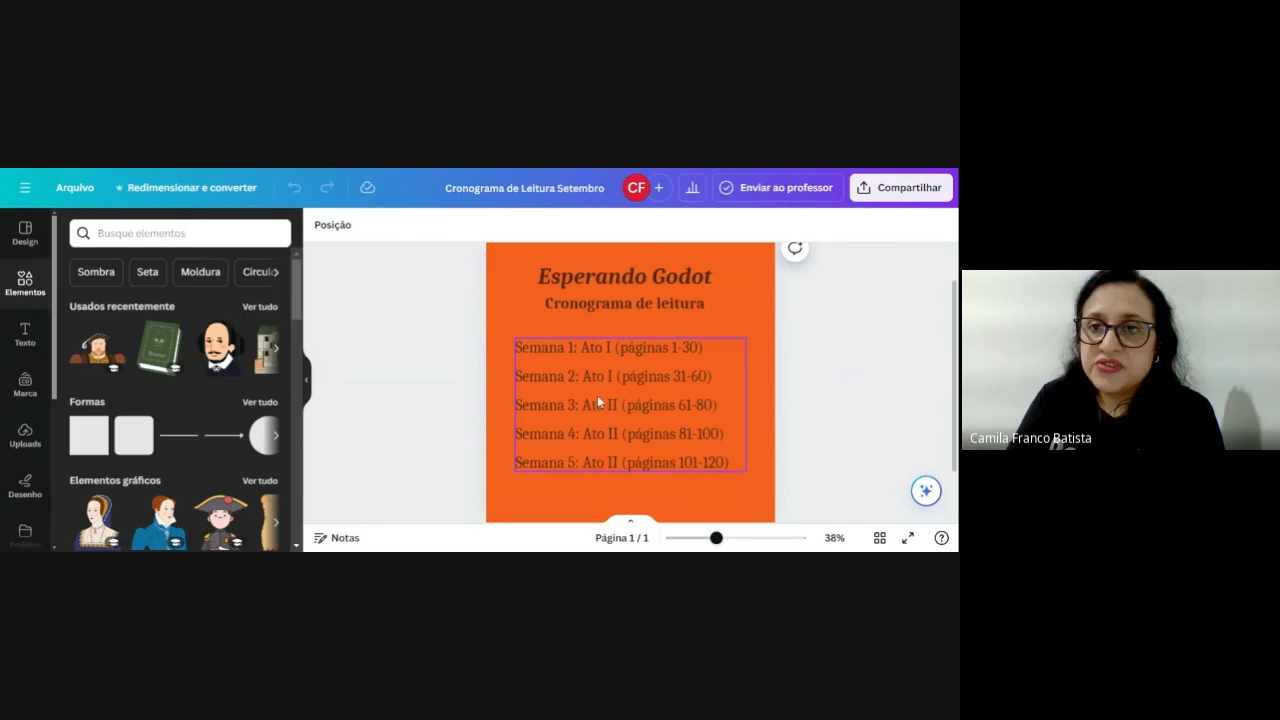 Arquivo
Redimensionar e converter
Cronograma de Leitura Setembro
CF
+
Enviar ao professor
Compartilhar
Design
Elementos
Texto
Marca
Uploads
Desenho
Projetos
Busque elementos
Sombra
Seta
Moldura
Círculo
Usados recentemente
Ver tudo
Formas
Ver tudo
Elementos gráficos
Ver tudo
Posição
Esperando Godot
Cronograma de leitura
Semana 1: Ato I (páginas 1-30)
Semana 2: Ato I (páginas 31-60)
Semana 3: Ato II (páginas 61-80)
Semana 4: Ato II (páginas 81-100)
Semana 5: Ato II (páginas 101-120)
Notas
Página 1 / 1
38%
Camila Franco Batista